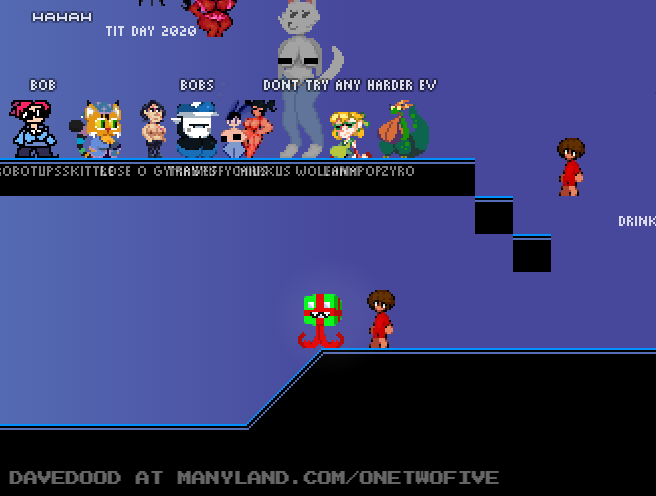 HAHAH
TIT DAY 2020
BOB
BOBS
DONT TRY ANY HARDER EV
DRINK
DAVEDOOD AT MANYLAND.COM/ONETWOFIVE